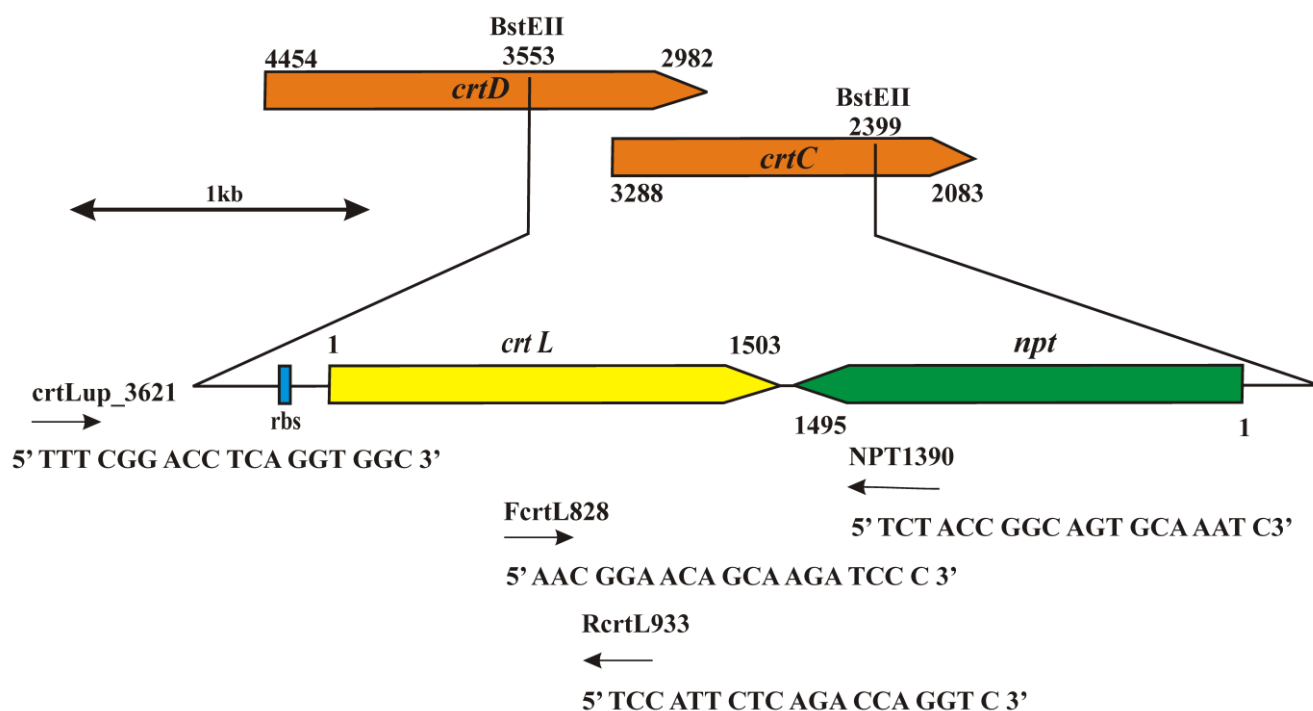 BstEII
4454 3553 2982
crtD
BstEII
2399
crtC
1kb
3288 2083
1 crt L 1503 npt
crtLup_3621
rbs
1495 1
5’ TTT CGG ACC TCA GGT GGC 3’
NPT1390
FcrtL828
5’ TCT ACC GGC AGT GCA AAT C3’
5’ AAC GGA ACA GCA AGA TCC C 3’
RcrtL933
5’ TCC ATT CTC AGA CCA GGT C 3’